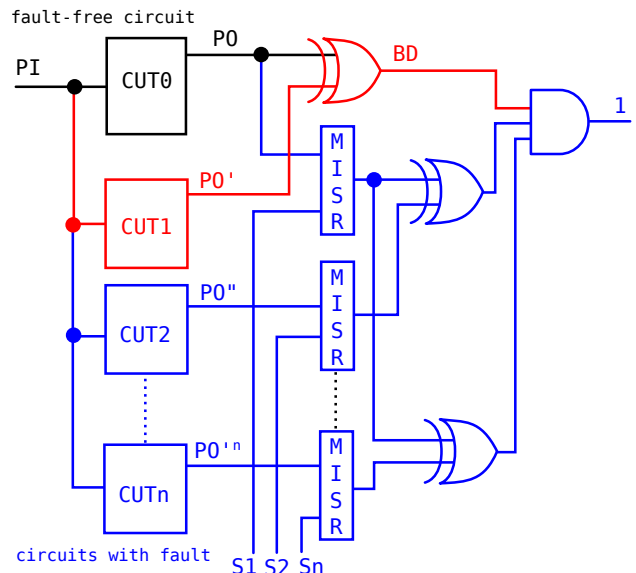 fault-free circuit
PI
CUT0
PO
BD
1
M
I
S
R
PO'
CUT1
PO"
CUT2
M
I
S
R
PO'ⁿ
CUTn
M
I
S
R
circuits with fault
S1 S2 Sn